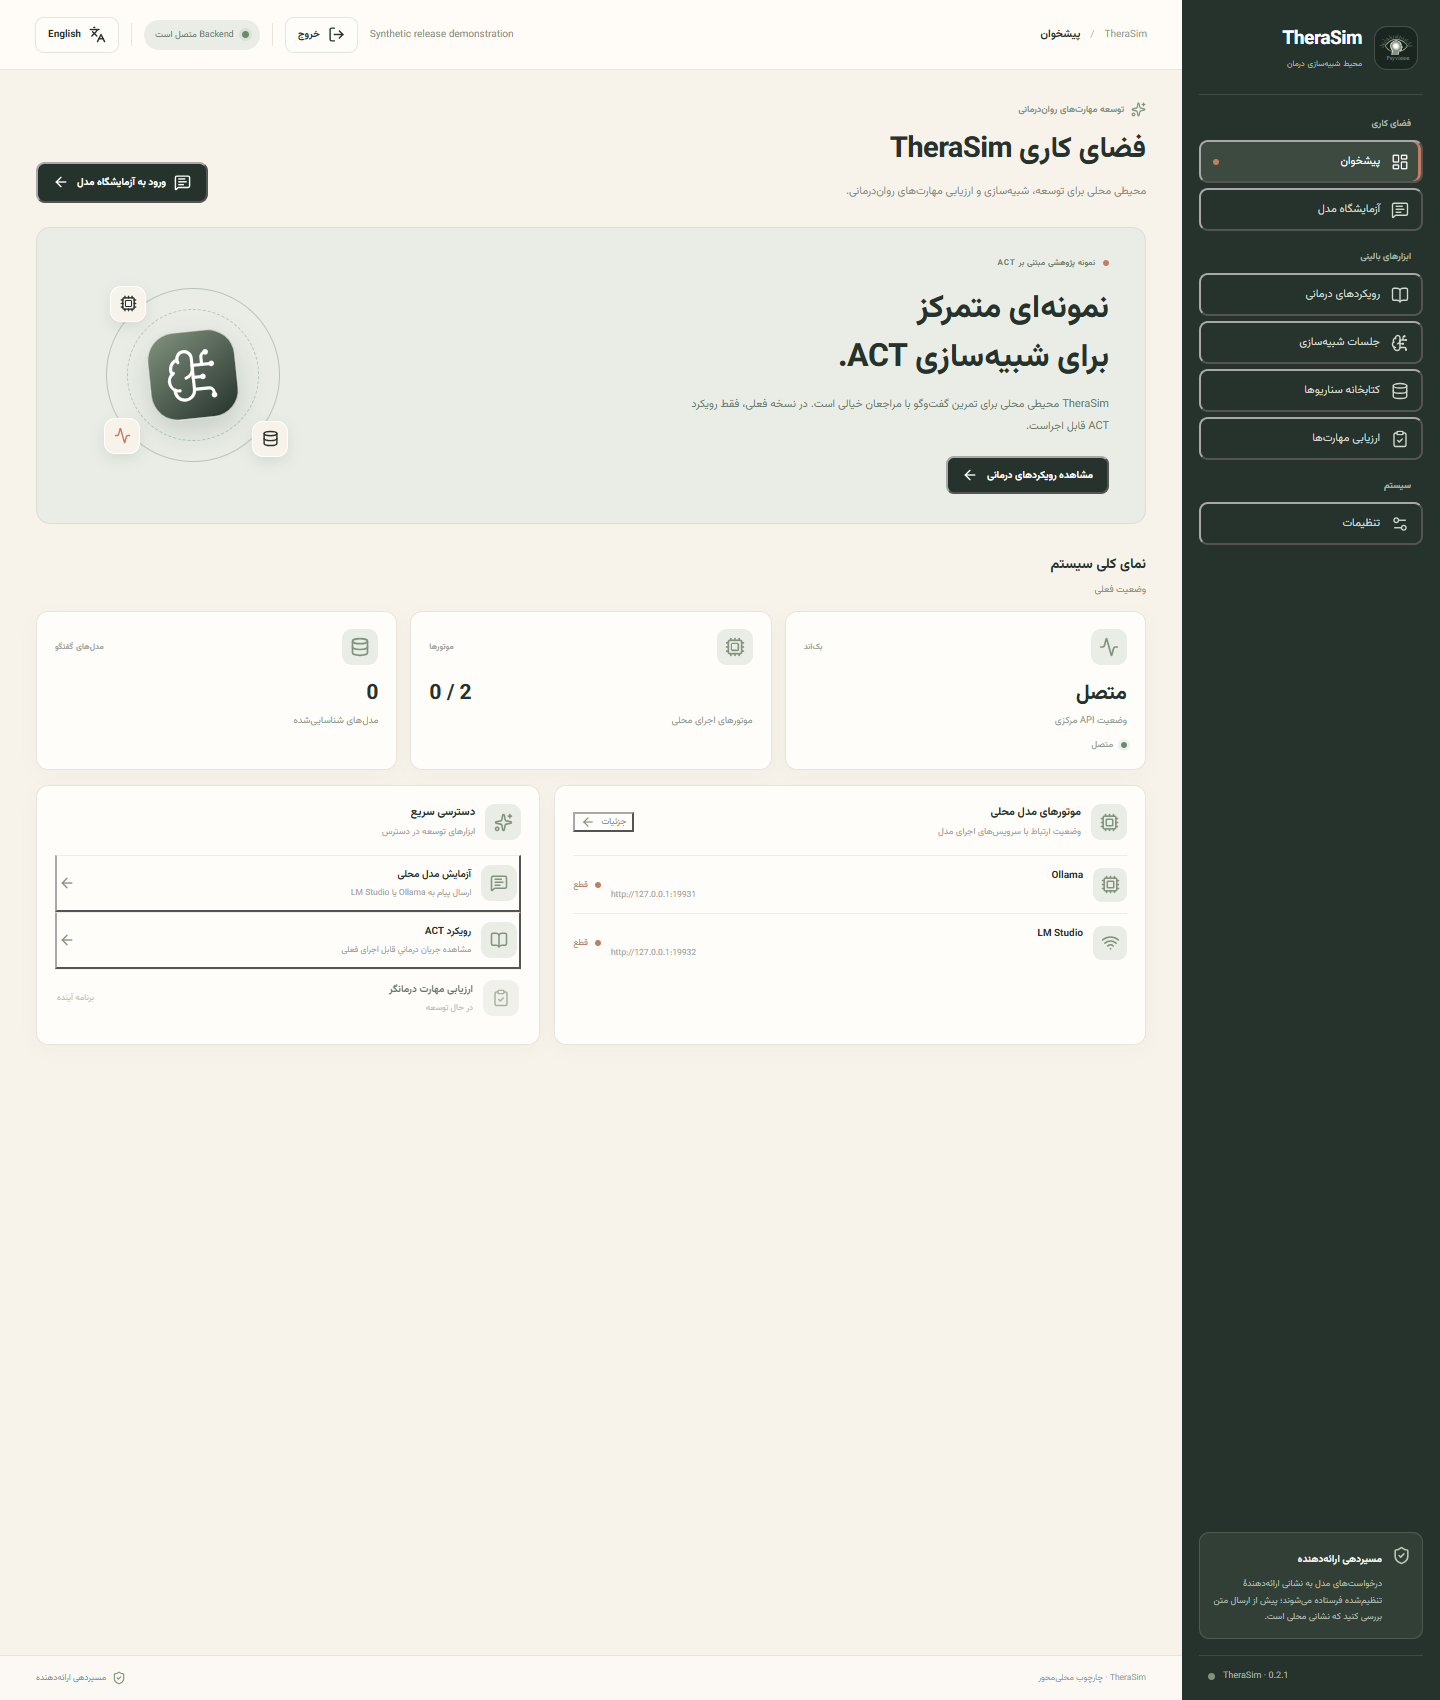 TheraSim
محیط شبیه‌سازی درمان
Psyvision
فضای کاری
پیشخوان
آزمایشگاه مدل
ابزارهای بالینی
رویکردهای درمانی
جلسات شبیه‌سازی
کتابخانه سناریوها
ارزیابی مهارت‌ها
سیستم
تنظیمات
مسیردهی ارائه‌دهنده
درخواست‌های مدل به نشانی ارائه‌دهندهٔ
تنظیم‌شده فرستاده می‌شوند؛ پیش از ارسال متن
بررسی کنید که نشانی محلی است.
TheraSim · 0.2.1
TheraSim / پیشخوان
Synthetic release demonstration
خروج
Backend متصل است
English
توسعه مهارت‌های روان‌درمانی
فضای کاری TheraSim
محیطی محلی برای توسعه، شبیه‌سازی و ارزیابی مهارت‌های روان‌درمانی.
ورود به آزمایشگاه مدل
نمونه پژوهشی مبتنی بر ACT
نمونه‌ای متمرکز
برای شبیه‌سازی ACT.
TheraSim محیطی محلی برای تمرین گفت‌وگو با مراجعان خیالی است. در نسخه فعلی، فقط رویکرد
ACT قابل اجراست.
مشاهده رویکردهای درمانی
نمای کلی سیستم
وضعیت فعلی
بک‌اند
متصل
وضعیت API مرکزی
متصل
موتورها
0 / 2
موتورهای اجرای محلی
مدل‌های گفتگو
0
مدل‌های شناسایی‌شده
موتورهای مدل محلی
وضعیت ارتباط با سرویس‌های اجرای مدل
جزئیات
Ollama
http://127.0.0.1:19931
قطع
LM Studio
http://127.0.0.1:19932
قطع
دسترسی سریع
ابزارهای توسعه در دسترس
آزمایش مدل محلی
ارسال پیام به Ollama یا LM Studio
رویکرد ACT
مشاهده جریان درمانیِ قابل اجرای فعلی
ارزیابی مهارت درمانگر
در حال توسعه
برنامه آینده
TheraSim · چارچوب محلی‌محور
مسیردهی ارائه‌دهنده